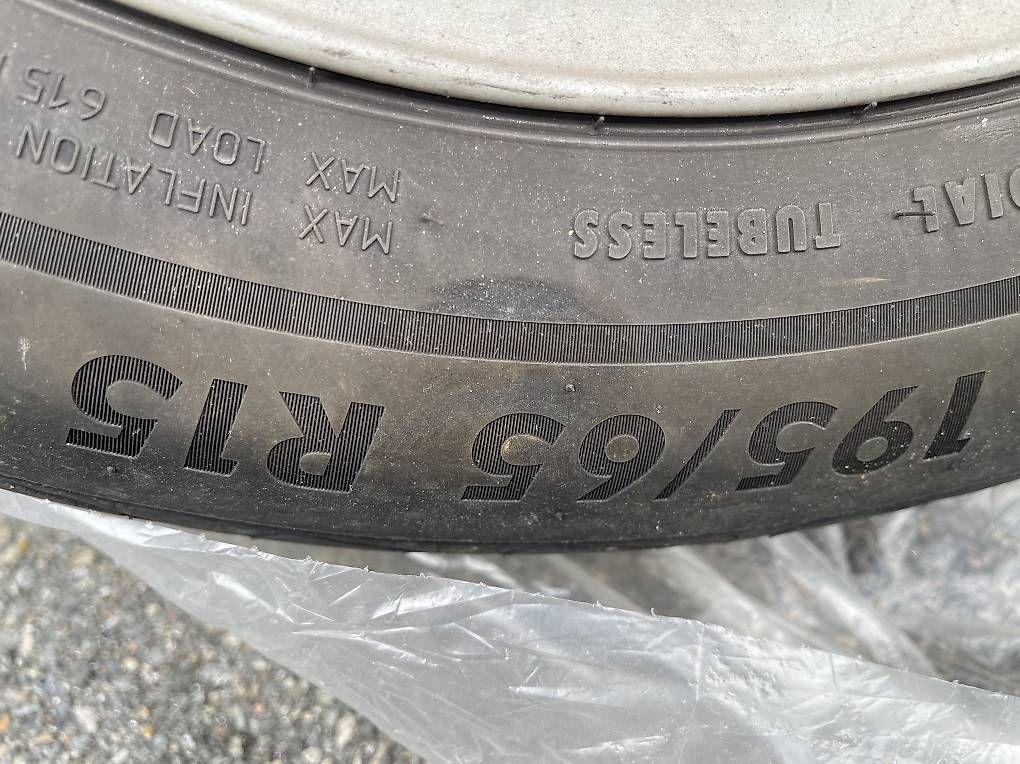 195/65 R15
TUBELESS
MAX LOAD 615
MAX INFLATION